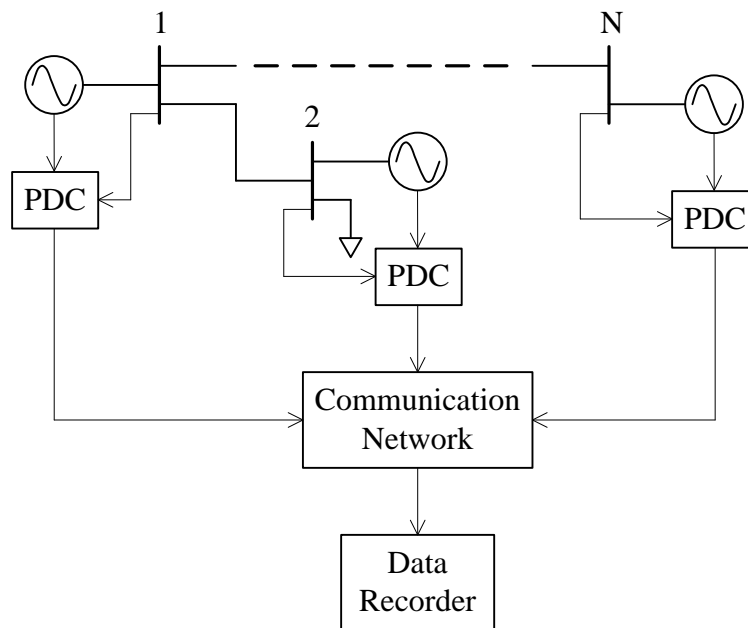 1
N
2
PDC
PDC
PDC
Communication
Network
Data
Recorder